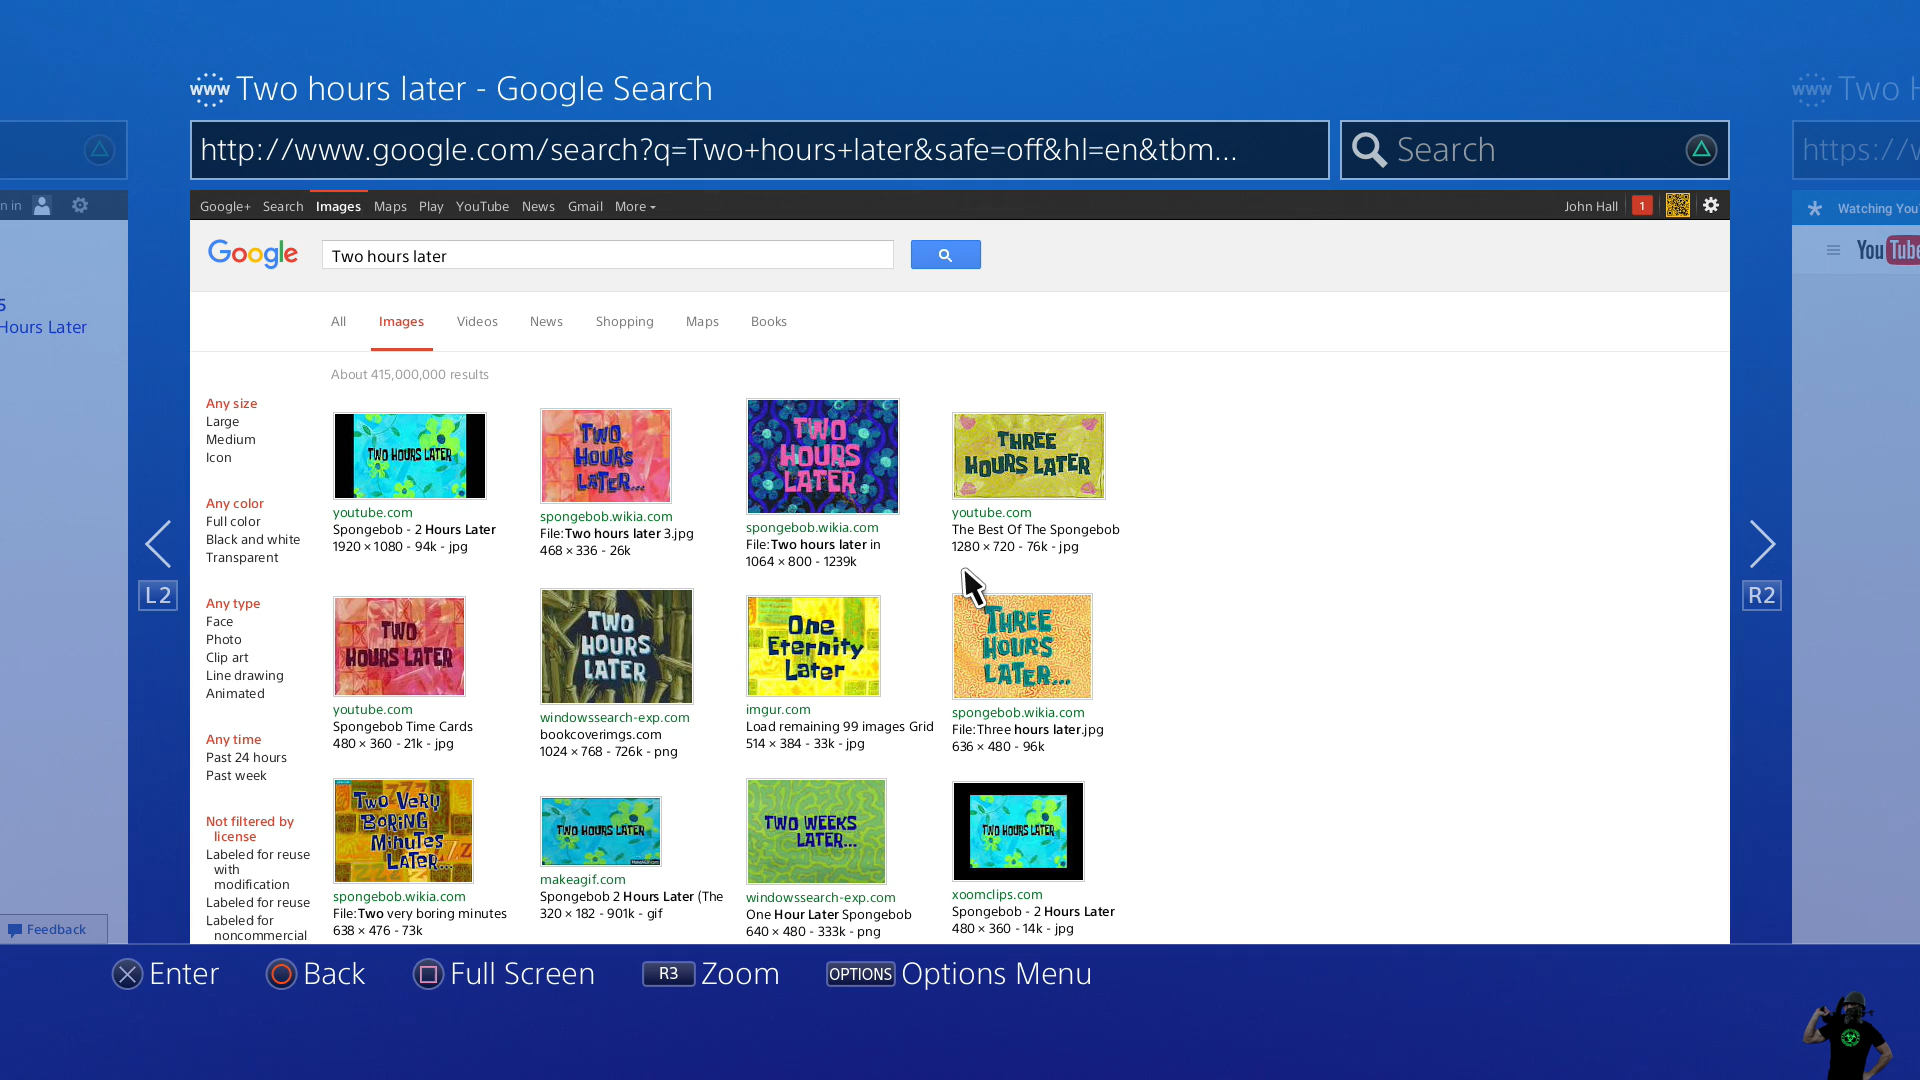 www Two hours later - Google Search
www Two H
http://www.google.com/search?q=Two+hours+later&safe=off&hl=en&tbm...
Search
https://w
n in
Google+ Search Images Maps Play YouTube News Gmail More
John Hall 1
Watching You
Google
Two hours later
You Tube
5
Hours Later
All Images Videos News Shopping Maps Books
About 415,000,000 results
Any size
Large
Medium
Icon
Any color
Full color
Black and white
Transparent
Any type
Face
Photo
Clip art
Line drawing
Animated
Any time
Past 24 hours
Past week
Not filtered by
license
Labeled for reuse
with
modification
Labeled for reuse
Labeled for
noncommercial
TWO HOURS LATER
youtube.com
Spongebob - 2 Hours Later
1920 × 1080 - 94k - jpg
TWO
HOURS
LATER...
spongebob.wikia.com
File:Two hours later 3.jpg
468 × 336 - 26k
TWO
HOURS
LATER
spongebob.wikia.com
File:Two hours later in
1064 × 800 - 1239k
THREE
HOURS LATER
youtube.com
The Best Of The Spongebob
1280 × 720 - 76k - jpg
TWO
HOURS LATER
youtube.com
Spongebob Time Cards
480 × 360 - 21k - jpg
TWO
HOURS
LATER
windowssearch-exp.com
bookcoverimgs.com
1024 × 768 - 726k - png
One
Eternity
Later
imgur.com
Load remaining 99 images Grid
514 × 384 - 33k - jpg
THREE
HOURS
LATER...
spongebob.wikia.com
File:Three hours later.jpg
636 × 480 - 96k
TWO VERY
BORING
MINUTES
LATER...
spongebob.wikia.com
File:Two very boring minutes
638 × 476 - 73k
TWO HOURS LATER
makeagif.com
Spongebob 2 Hours Later (The
320 × 182 - 901k - gif
TWO WEEKS
LATER...
windowssearch-exp.com
One Hour Later Spongebob
640 × 480 - 333k - png
TWO HOURS LATER
xoomclips.com
Spongebob - 2 Hours Later
480 × 360 - 14k - jpg
L2
R2
Feedback
Enter Back Full Screen R3 Zoom OPTIONS Options Menu